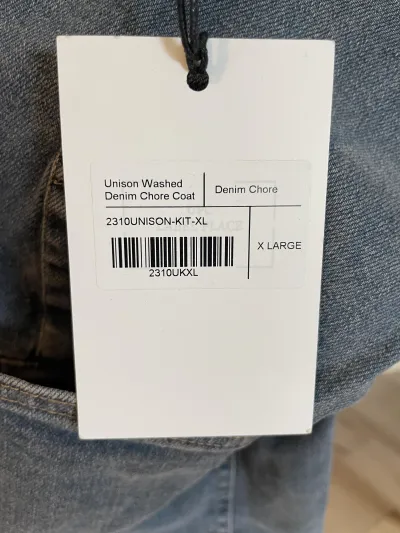 Unison Washed
Denim Chore Coat
Denim Chore
2310UNISON-KIT-XL
2310UKXL
X LARGE